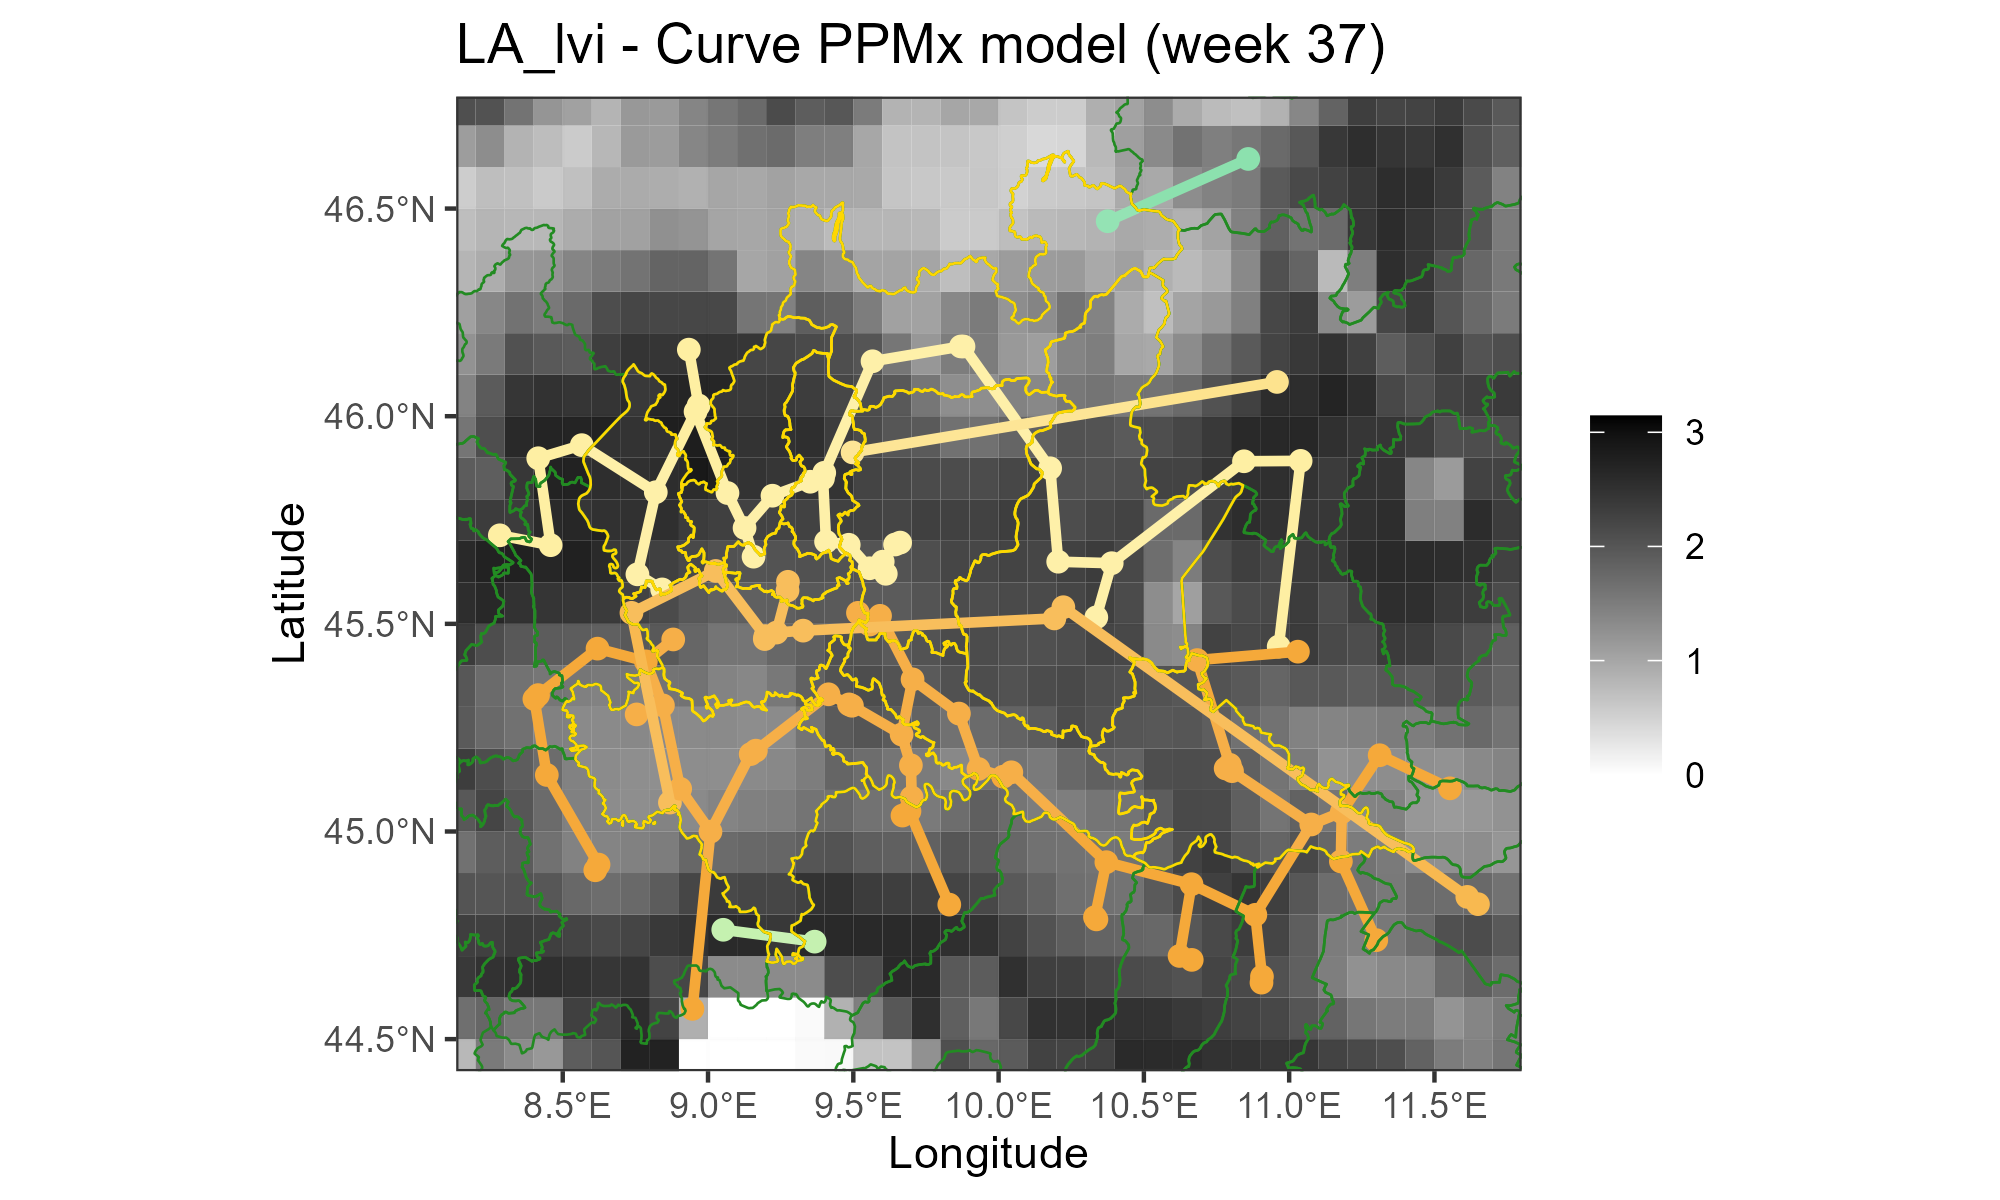 LA_lvi - Curve PPMx model (week 37)
46.5°N
46.0°N
45.5°N
45.0°N
44.5°N
Latitude
8.5°E 9.0°E 9.5°E 10.0°E 10.5°E 11.0°E 11.5°E
Longitude
3
2
1
0